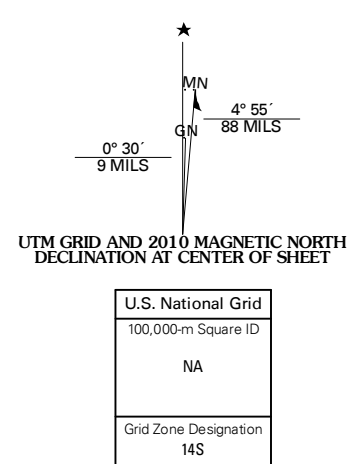 MN
4° 55´
88 MILS
GN
0° 30´
9 MILS
UTM GRID AND 2010 MAGNETIC NORTH
DECLINATION AT CENTER OF SHEET
U.S. National Grid
100,000-m Square ID
NA
Grid Zone Designation
14S